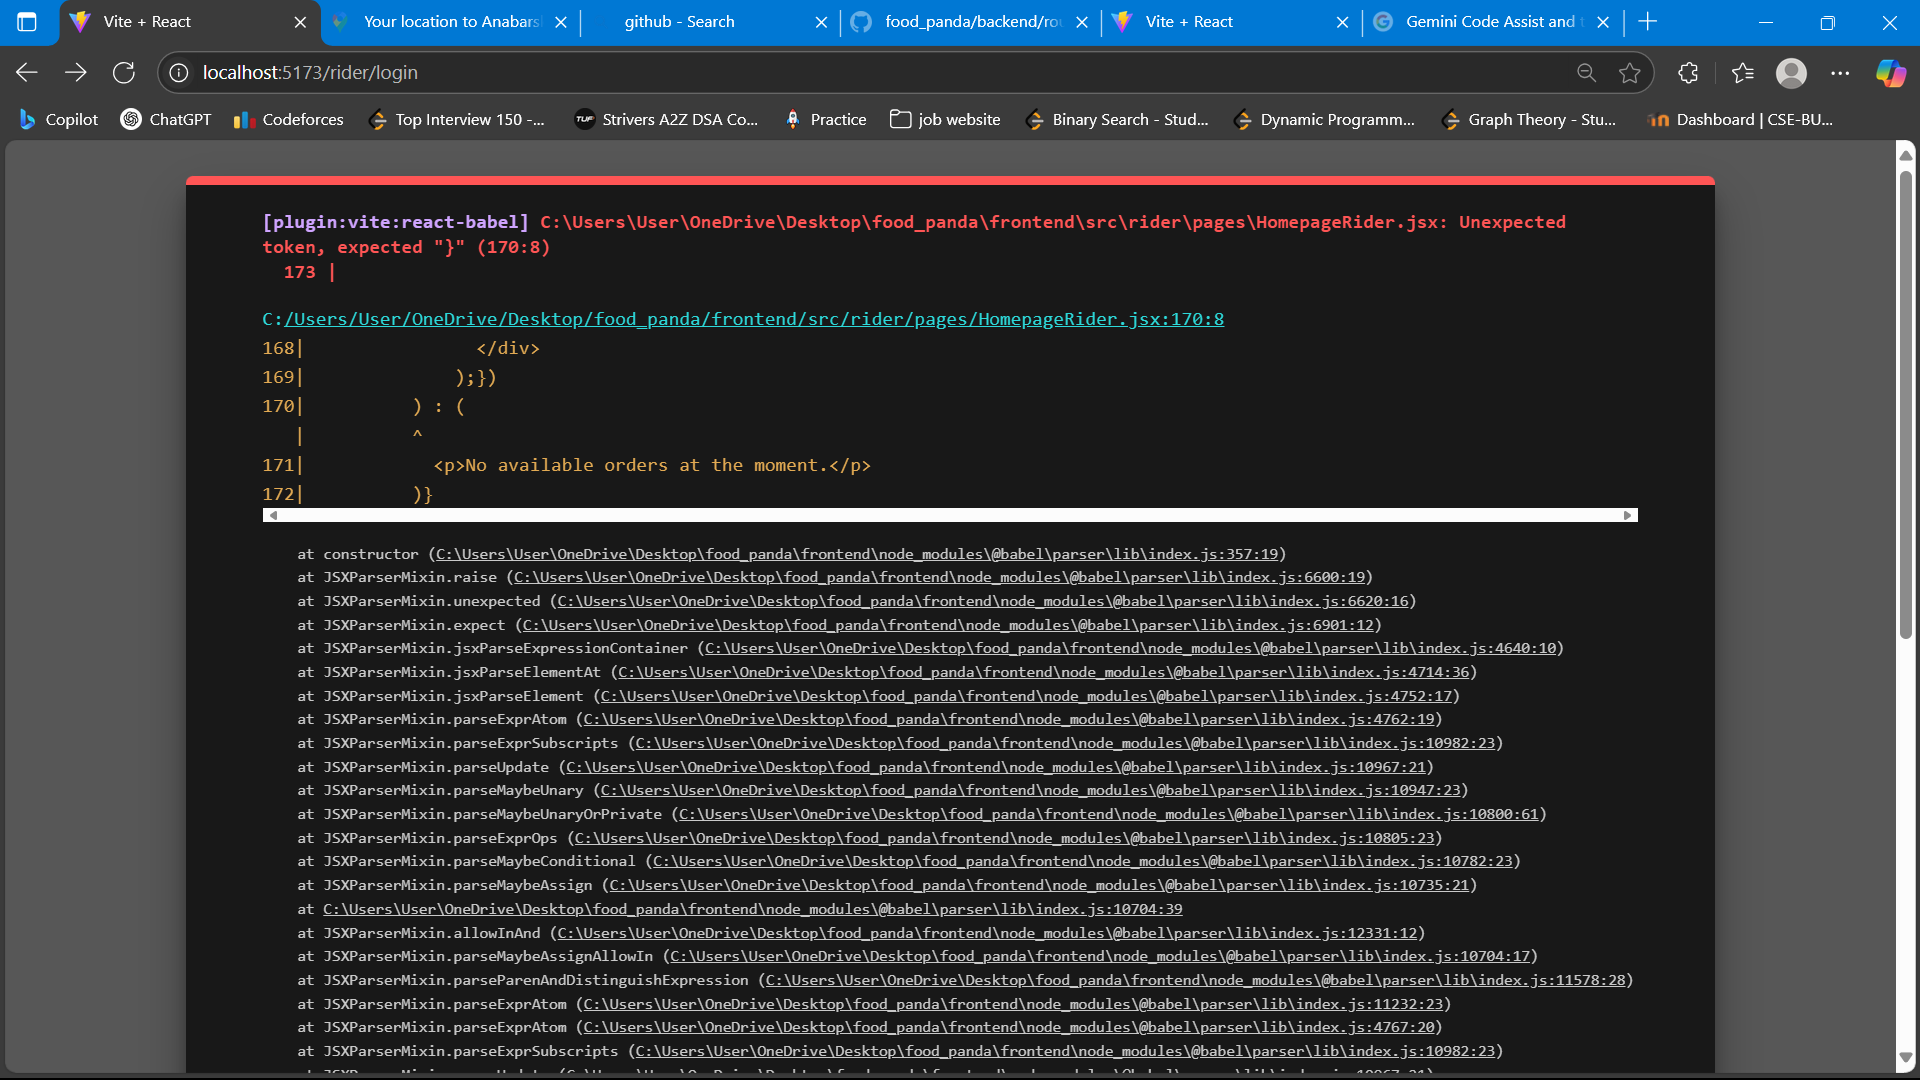 Vite + React
Your location to Anabars
github - Search
food_panda/backend/rou
Vite + React
Gemini Code Assist and t
localhost:5173/rider/login
Copilot
ChatGPT
Codeforces
Top Interview 150 -...
TUF
Strivers A2Z DSA Co...
Practice
job website
Binary Search - Stud...
Dynamic Programm...
Graph Theory - Stu...
Dashboard | CSE-BU...
[plugin:vite:react-babel] C:\Users\User\OneDrive\Desktop\food_panda\frontend\src\rider\pages\HomepageRider.jsx: Unexpected
token, expected "}" (170:8)
173 |
C:/Users/User/OneDrive/Desktop/food_panda/frontend/src/rider/pages/HomepageRider.jsx:170:8
168|                </div>
169|              );})
170|          ) : (
   |          ^
171|            <p>No available orders at the moment.</p>
172|          )}
at constructor (C:\Users\User\OneDrive\Desktop\food_panda\frontend\node_modules\@babel\parser\lib\index.js:357:19)
at JSXParserMixin.raise (C:\Users\User\OneDrive\Desktop\food_panda\frontend\node_modules\@babel\parser\lib\index.js:6600:19)
at JSXParserMixin.unexpected (C:\Users\User\OneDrive\Desktop\food_panda\frontend\node_modules\@babel\parser\lib\index.js:6620:16)
at JSXParserMixin.expect (C:\Users\User\OneDrive\Desktop\food_panda\frontend\node_modules\@babel\parser\lib\index.js:6901:12)
at JSXParserMixin.jsxParseExpressionContainer (C:\Users\User\OneDrive\Desktop\food_panda\frontend\node_modules\@babel\parser\lib\index.js:4640:10)
at JSXParserMixin.jsxParseElementAt (C:\Users\User\OneDrive\Desktop\food_panda\frontend\node_modules\@babel\parser\lib\index.js:4714:36)
at JSXParserMixin.jsxParseElement (C:\Users\User\OneDrive\Desktop\food_panda\frontend\node_modules\@babel\parser\lib\index.js:4752:17)
at JSXParserMixin.parseExprAtom (C:\Users\User\OneDrive\Desktop\food_panda\frontend\node_modules\@babel\parser\lib\index.js:4762:19)
at JSXParserMixin.parseExprSubscripts (C:\Users\User\OneDrive\Desktop\food_panda\frontend\node_modules\@babel\parser\lib\index.js:10982:23)
at JSXParserMixin.parseUpdate (C:\Users\User\OneDrive\Desktop\food_panda\frontend\node_modules\@babel\parser\lib\index.js:10967:21)
at JSXParserMixin.parseMaybeUnary (C:\Users\User\OneDrive\Desktop\food_panda\frontend\node_modules\@babel\parser\lib\index.js:10947:23)
at JSXParserMixin.parseMaybeUnaryOrPrivate (C:\Users\User\OneDrive\Desktop\food_panda\frontend\node_modules\@babel\parser\lib\index.js:10800:61)
at JSXParserMixin.parseExprOps (C:\Users\User\OneDrive\Desktop\food_panda\frontend\node_modules\@babel\parser\lib\index.js:10805:23)
at JSXParserMixin.parseMaybeConditional (C:\Users\User\OneDrive\Desktop\food_panda\frontend\node_modules\@babel\parser\lib\index.js:10782:23)
at JSXParserMixin.parseMaybeAssign (C:\Users\User\OneDrive\Desktop\food_panda\frontend\node_modules\@babel\parser\lib\index.js:10735:21)
at C:\Users\User\OneDrive\Desktop\food_panda\frontend\node_modules\@babel\parser\lib\index.js:10704:39
at JSXParserMixin.allowInAnd (C:\Users\User\OneDrive\Desktop\food_panda\frontend\node_modules\@babel\parser\lib\index.js:12331:12)
at JSXParserMixin.parseMaybeAssignAllowIn (C:\Users\User\OneDrive\Desktop\food_panda\frontend\node_modules\@babel\parser\lib\index.js:10704:17)
at JSXParserMixin.parseParenAndDistinguishExpression (C:\Users\User\OneDrive\Desktop\food_panda\frontend\node_modules\@babel\parser\lib\index.js:11578:28)
at JSXParserMixin.parseExprAtom (C:\Users\User\OneDrive\Desktop\food_panda\frontend\node_modules\@babel\parser\lib\index.js:11232:23)
at JSXParserMixin.parseExprAtom (C:\Users\User\OneDrive\Desktop\food_panda\frontend\node_modules\@babel\parser\lib\index.js:4767:20)
at JSXParserMixin.parseExprSubscripts (C:\Users\User\OneDrive\Desktop\food_panda\frontend\node_modules\@babel\parser\lib\index.js:10982:23)